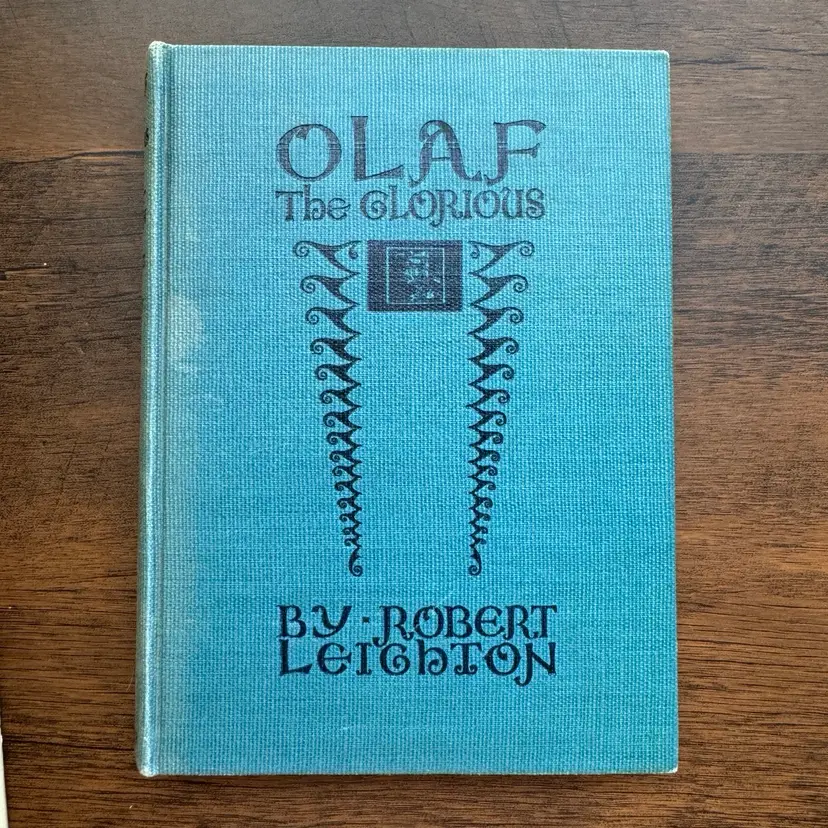 OLAF
The GLORIOUS
BY · ROBERT
LEIGHTON